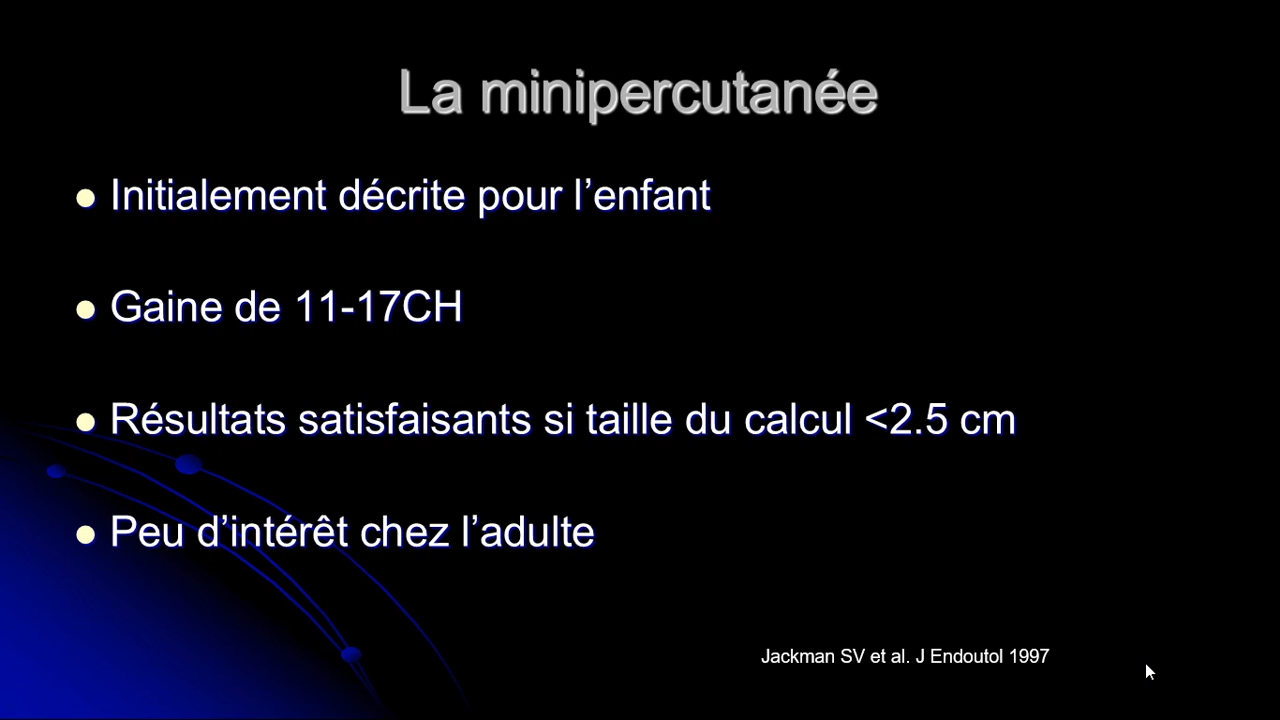 La minipercutanée
Initialement décrite pour l’enfant
Gaine de 11-17CH
Résultats satisfaisants si taille du calcul <2.5 cm
Peu d’intérêt chez l’adulte
Jackman SV et al. J Endoutol 1997